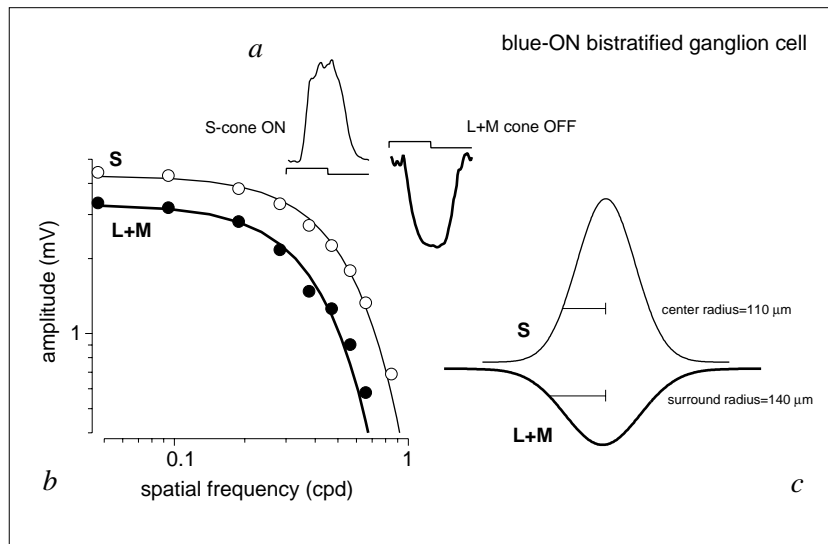 blue-ON bistratified ganglion cell
a
S-cone ON
L+M cone OFF
S
L+M
amplitude (mV)
1
0.1
1
spatial frequency (cpd)
b
S
center radius=110 μm
surround radius=140 μm
L+M
c